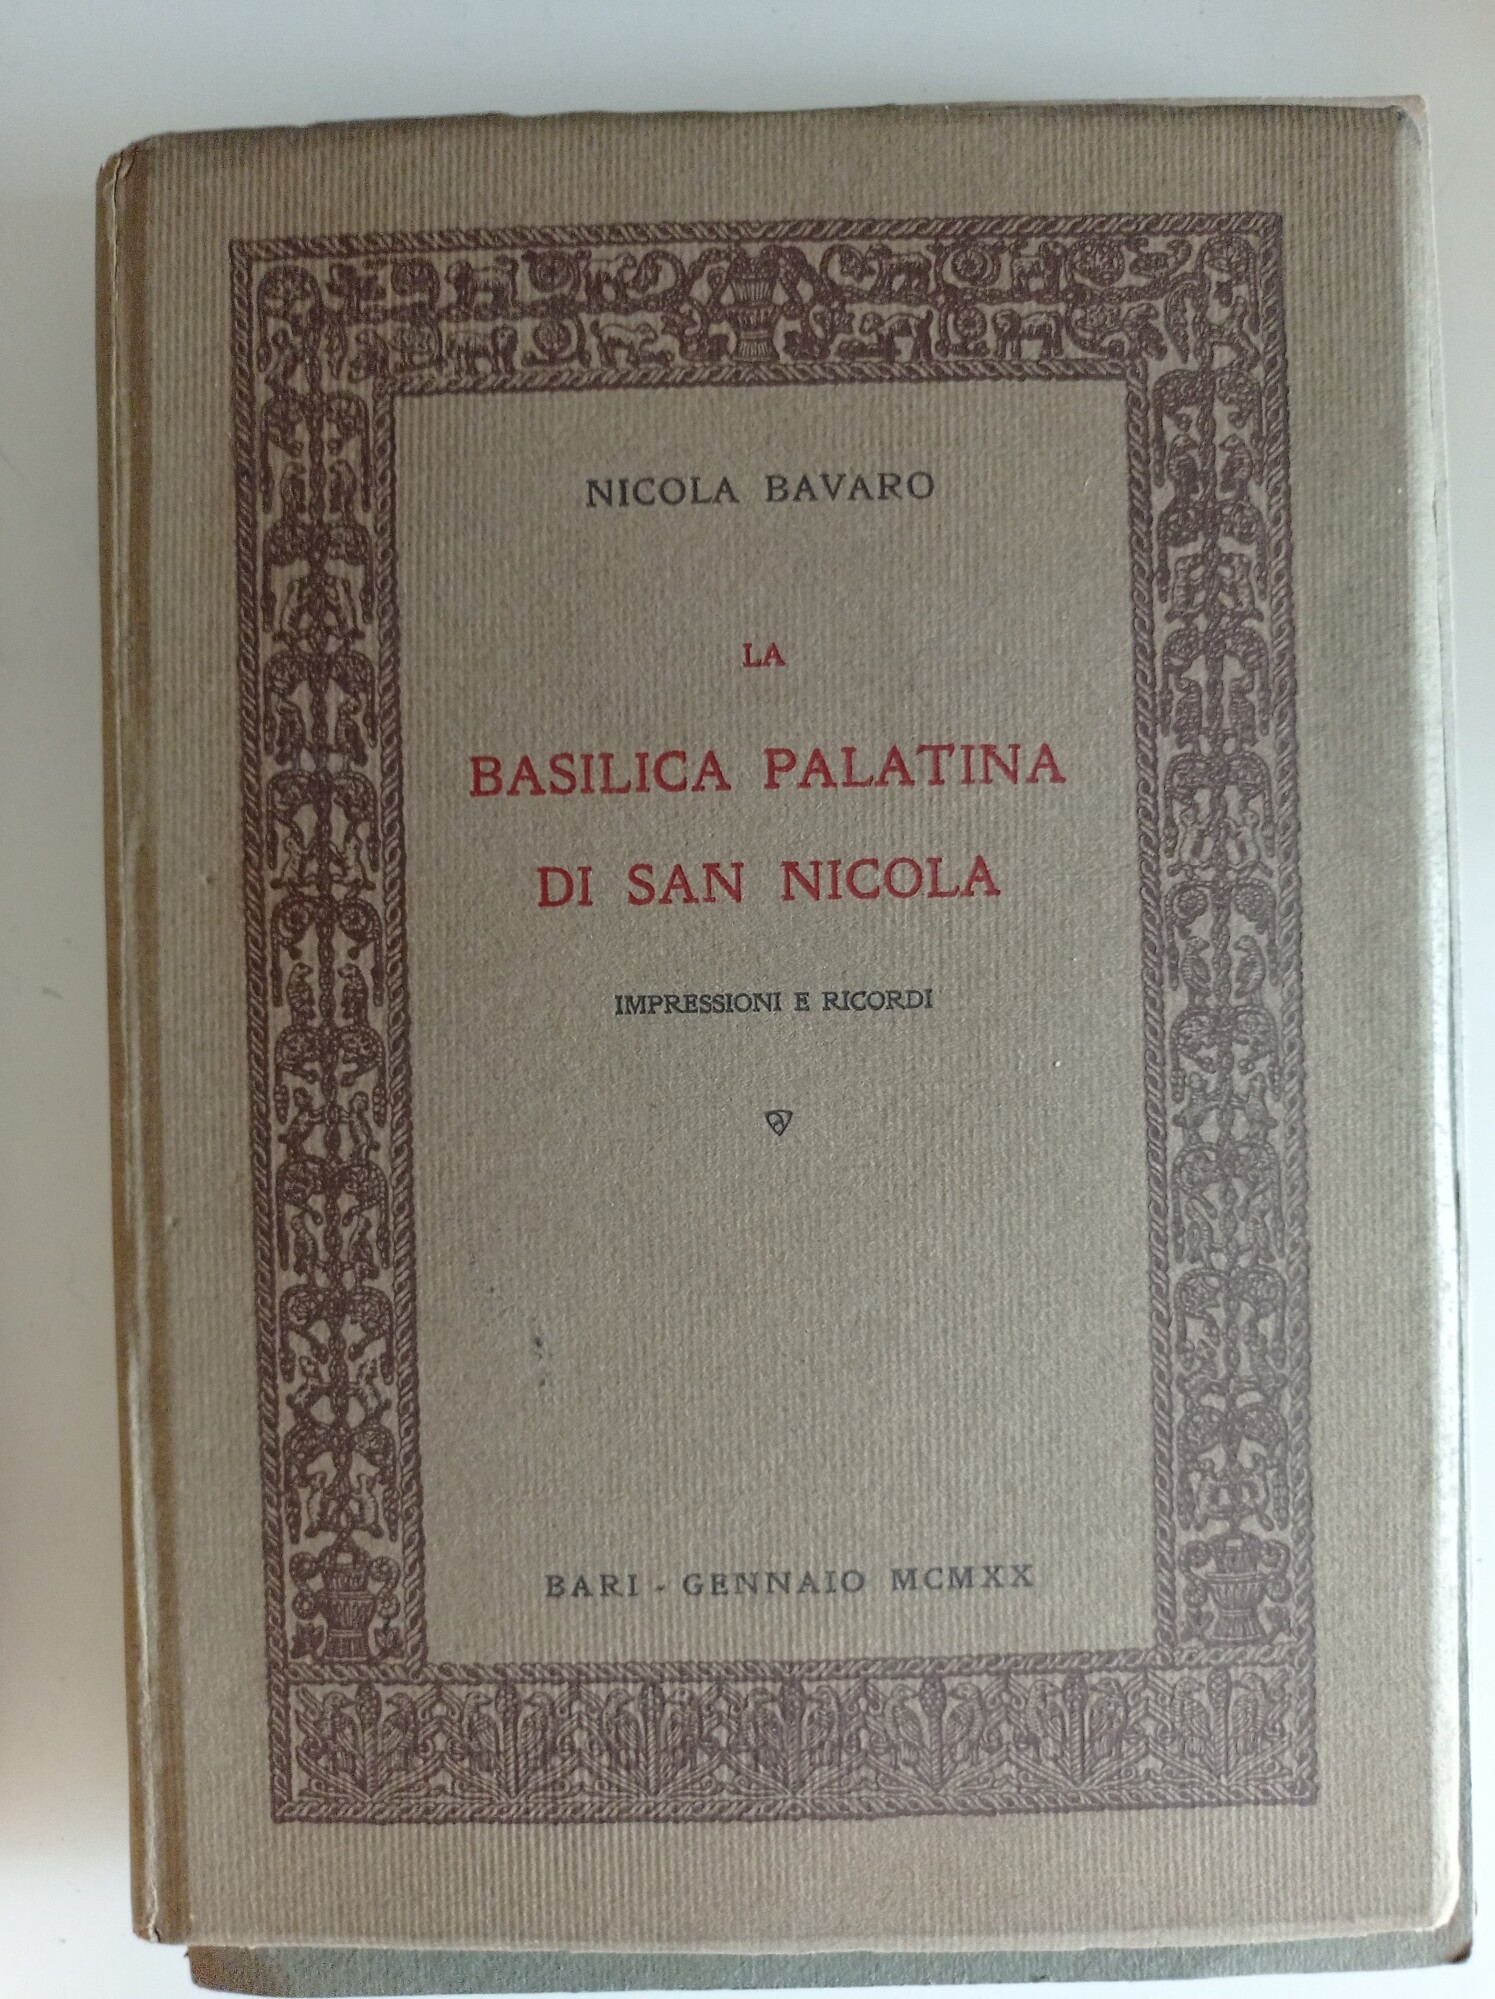 NICOLA BAVARO
LA
BASILICA PALATINA
DI SAN NICOLA
IMPRESSIONI E RICORDI
BARI - GENNAIO MCMXX